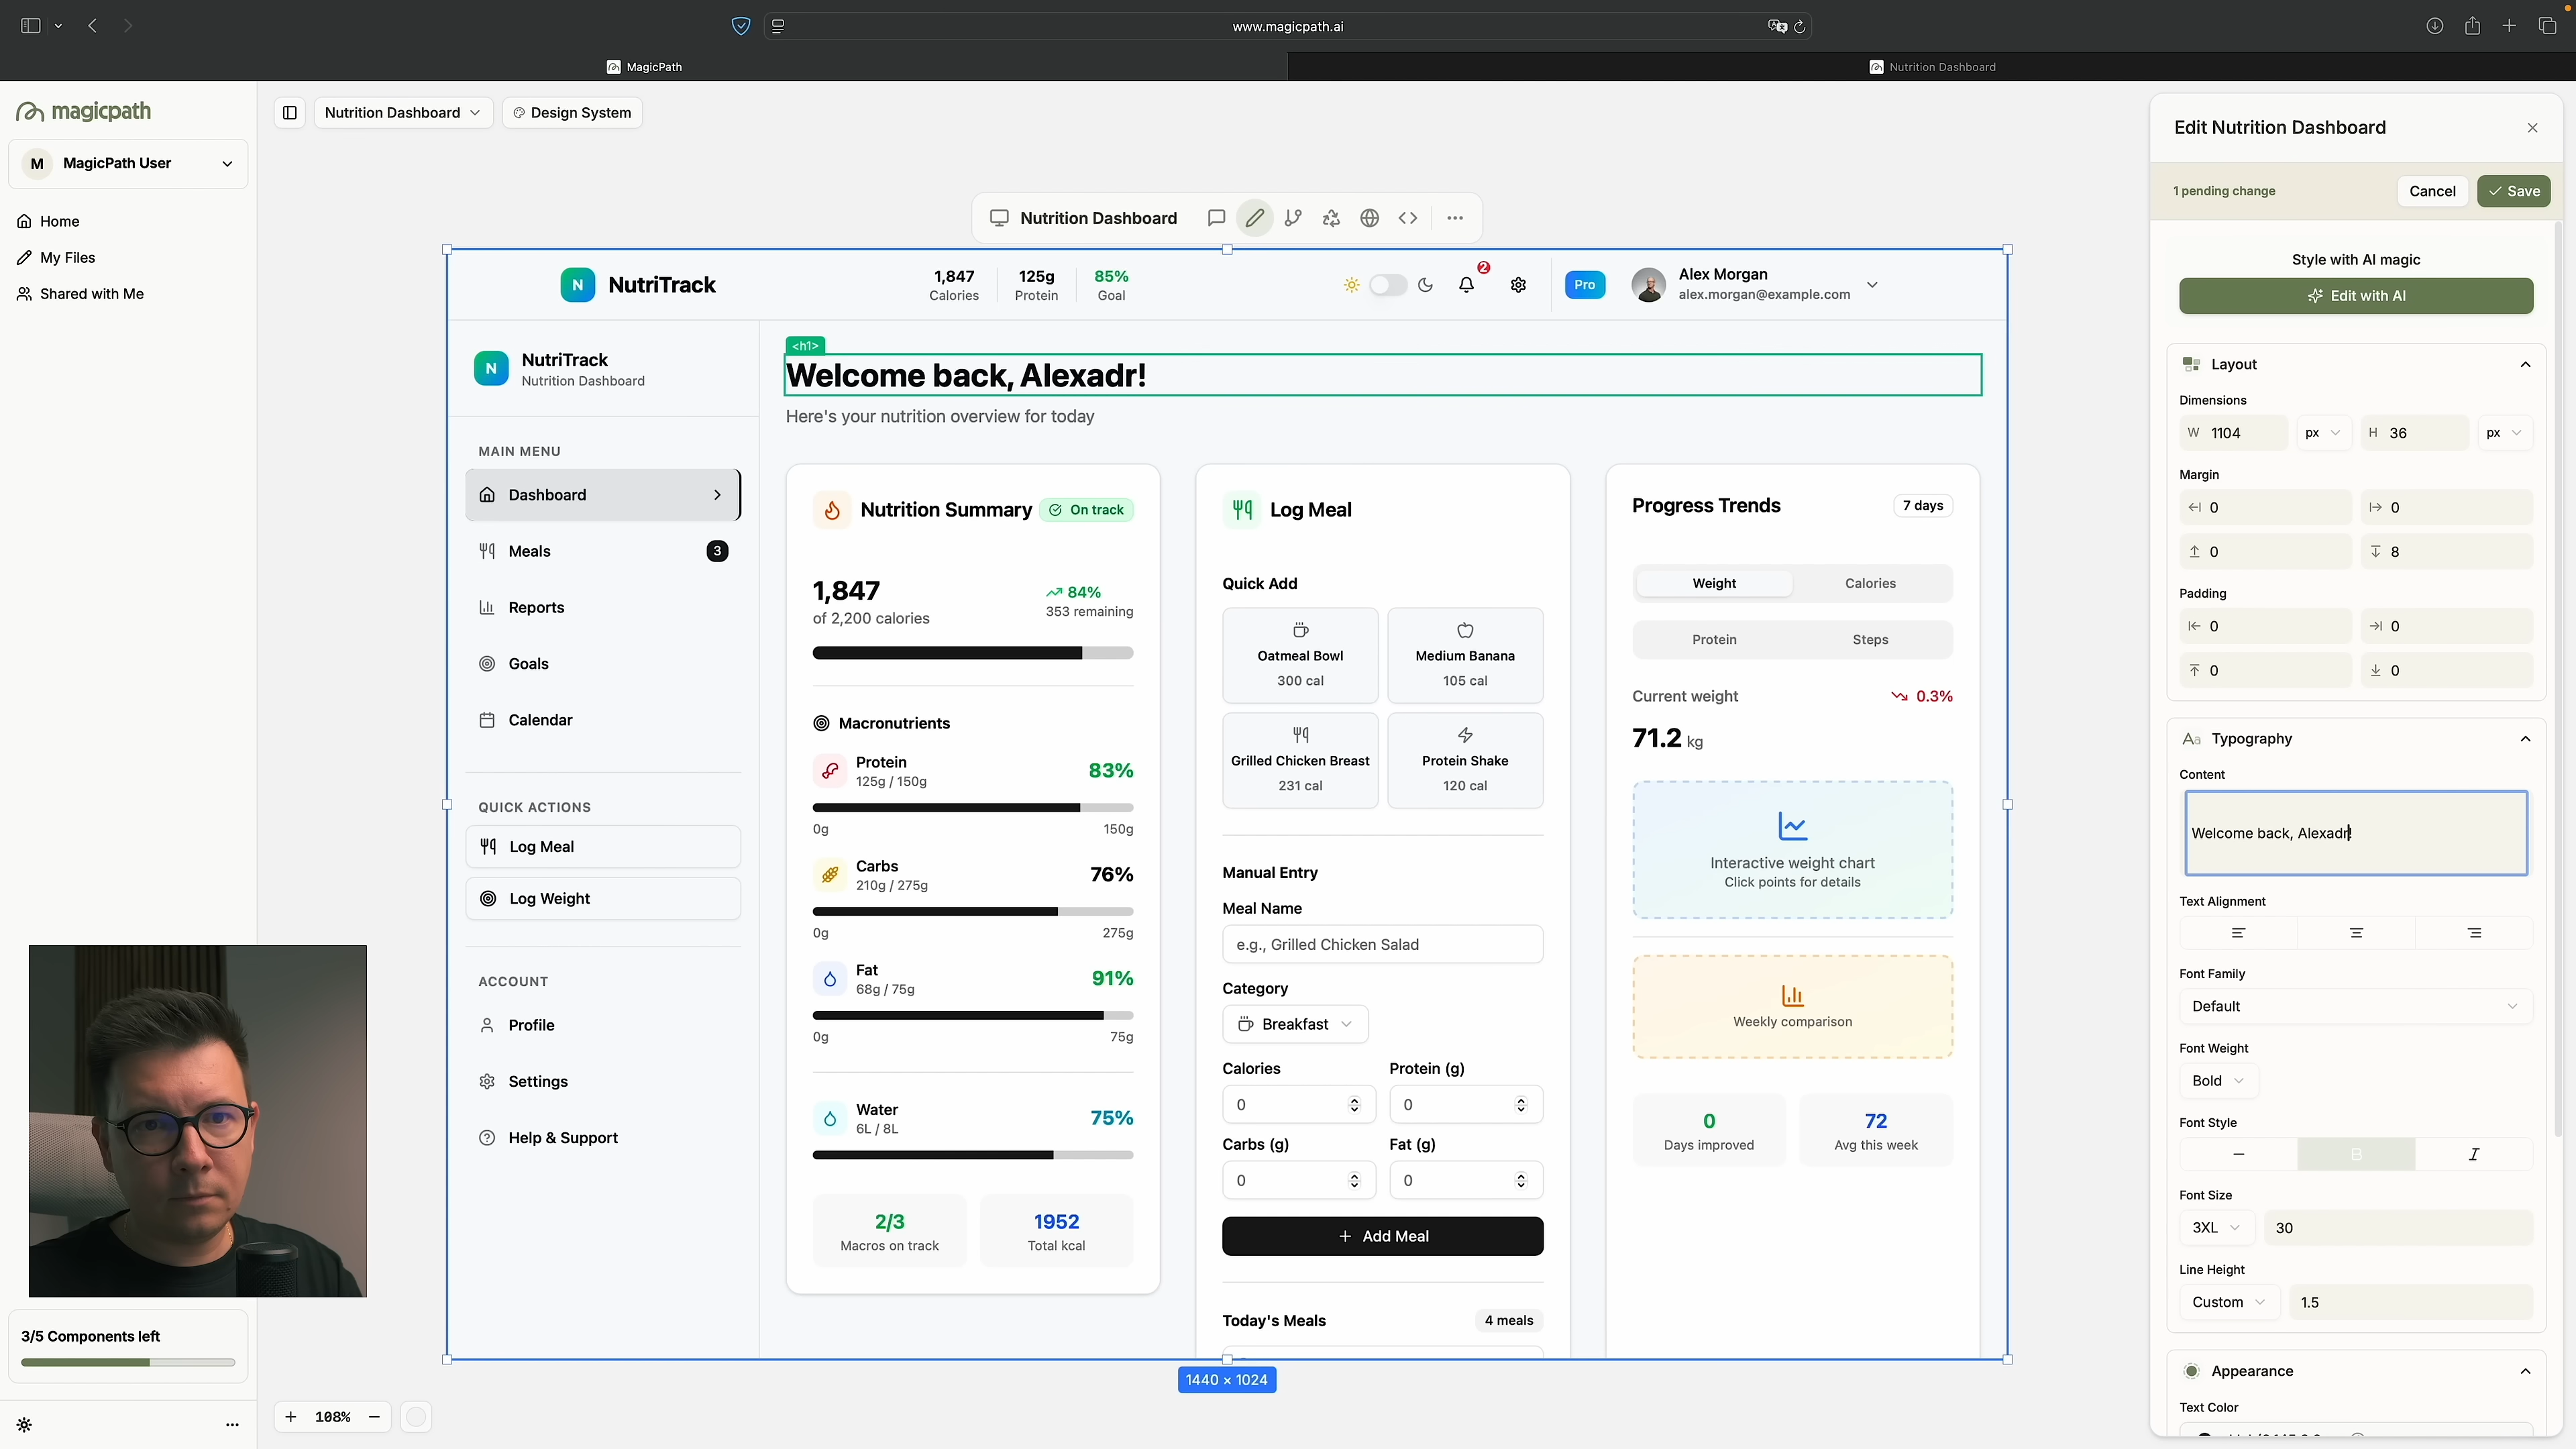 www.magicpath.ai
MagicPath
Nutrition Dashboard
magicpath
M
MagicPath User
Home
My Files
Shared with Me
3/5 Components left
Nutrition Dashboard
Design System
Nutrition Dashboard
N
NutriTrack
1,847
Calories
125g
Protein
85%
Goal
2
Pro
Alex Morgan
alex.morgan@example.com
N
NutriTrack
Nutrition Dashboard
MAIN MENU
Dashboard
Meals
3
Reports
Goals
Calendar
QUICK ACTIONS
Log Meal
Log Weight
ACCOUNT
Profile
Settings
Help & Support
<h1>
Welcome back, Alexadr!
Here's your nutrition overview for today
Nutrition Summary
On track
1,847
of 2,200 calories
84%
353 remaining
Macronutrients
Protein
125g / 150g
83%
0g
150g
Carbs
210g / 275g
76%
0g
275g
Fat
68g / 75g
91%
0g
75g
Water
6L / 8L
75%
2/3
Macros on track
1952
Total kcal
Log Meal
Quick Add
Oatmeal Bowl
300 cal
Medium Banana
105 cal
Grilled Chicken Breast
231 cal
Protein Shake
120 cal
Manual Entry
Meal Name
e.g., Grilled Chicken Salad
Category
Breakfast
Calories
Protein (g)
0
0
Carbs (g)
Fat (g)
0
0
Add Meal
Today's Meals
4 meals
Progress Trends
7 days
Weight
Calories
Protein
Steps
Current weight
0.3%
71.2 kg
Interactive weight chart
Click points for details
Weekly comparison
0
Days improved
72
Avg this week
1440 × 1024
108%
Edit Nutrition Dashboard
1 pending change
Cancel
Save
Style with AI magic
Edit with AI
Layout
Dimensions
W 1104 px H 36 px
Margin
0
0
0
8
Padding
0
0
0
0
Aa Typography
Content
Welcome back, Alexadr!
Text Alignment
Font Family
Default
Font Weight
Bold
Font Style
B
I
Font Size
3XL
30
Line Height
Custom
1.5
Appearance
Text Color